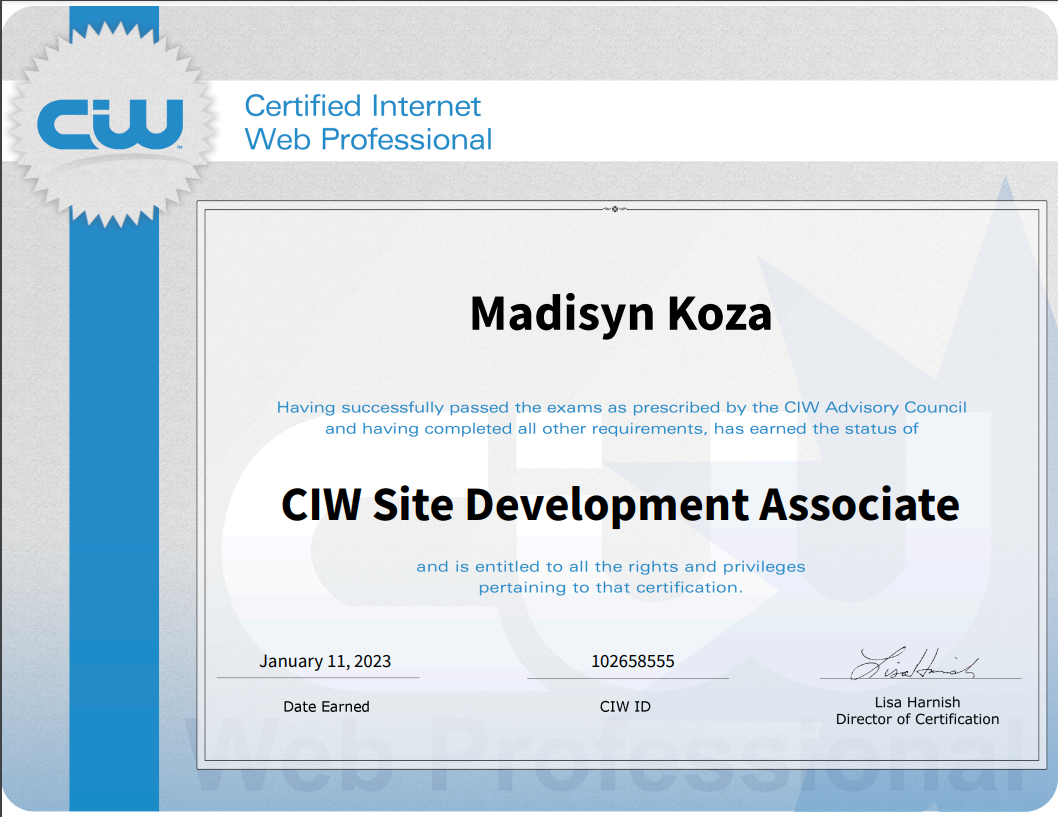 CIW™
Certified Internet
Web Professional
Madisyn Koza
Having successfully passed the exams as prescribed by the CIW Advisory Council
and having completed all other requirements, has earned the status of
CIW Site Development Associate
and is entitled to all the rights and privileges
pertaining to that certification.
January 11, 2023
Date Earned
102658555
CIW ID
Lisa Harnish
Lisa Harnish
Director of Certification
Web Professional